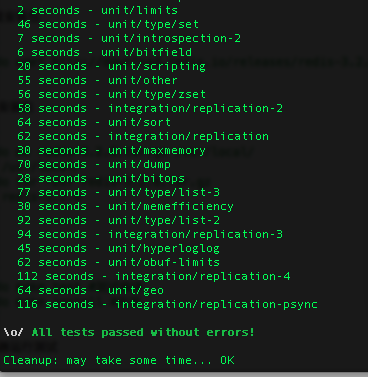 2 seconds - unit/limits
46 seconds - unit/type/set
7 seconds - unit/introspection-2
6 seconds - unit/bitfield
20 seconds - unit/scripting
55 seconds - unit/other
56 seconds - unit/type/zset
58 seconds - integration/replication-2
64 seconds - unit/sort
62 seconds - integration/replication
30 seconds - unit/maxmemory
70 seconds - unit/dump
28 seconds - unit/bitops
77 seconds - unit/type/list-3
30 seconds - unit/memefficiency
92 seconds - unit/type/list-2
94 seconds - integration/replication-3
45 seconds - unit/hyperloglog
62 seconds - unit/obuf-limits
112 seconds - integration/replication-4
64 seconds - unit/geo
116 seconds - integration/replication-psync
\o/ All tests passed without errors!
Cleanup: may take some time... OK